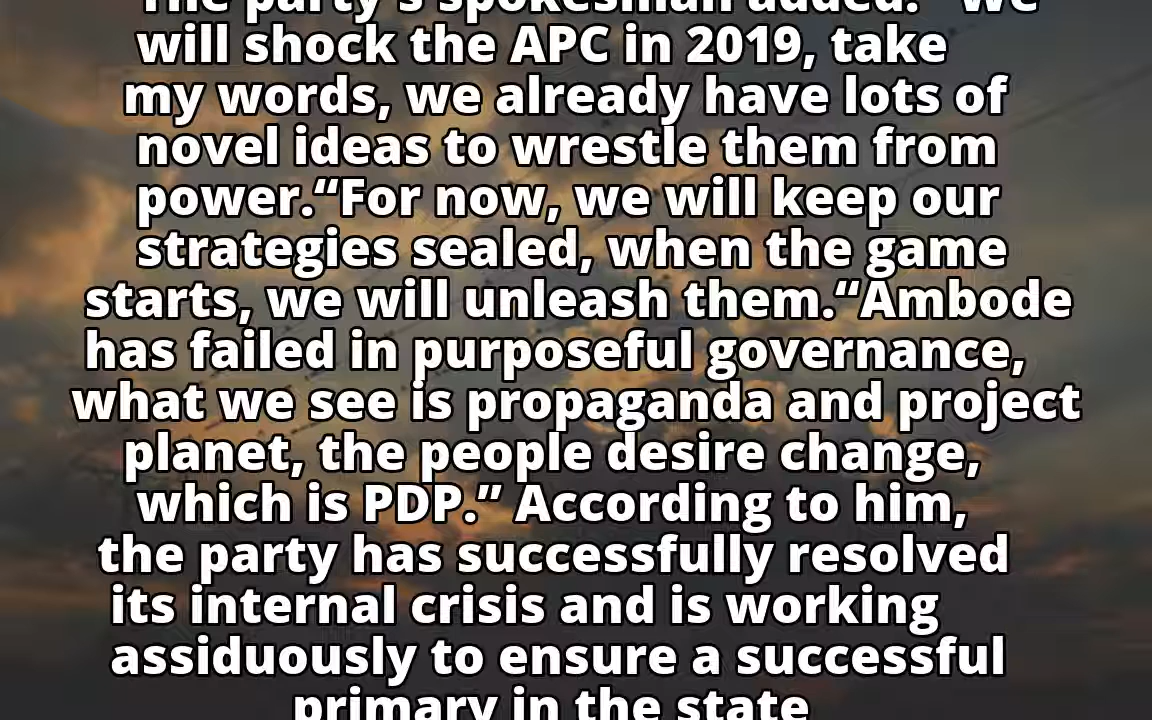 The party's spokesman added: "We
will shock the APC in 2019, take
my words, we already have lots of
novel ideas to wrestle them from
power.“For now, we will keep our
strategies sealed, when the game
starts, we will unleash them.“Ambode
has failed in purposeful governance,
what we see is propaganda and project
planet, the people desire change,
which is PDP.” According to him,
the party has successfully resolved
its internal crisis and is working
assiduously to ensure a successful
primary in the state